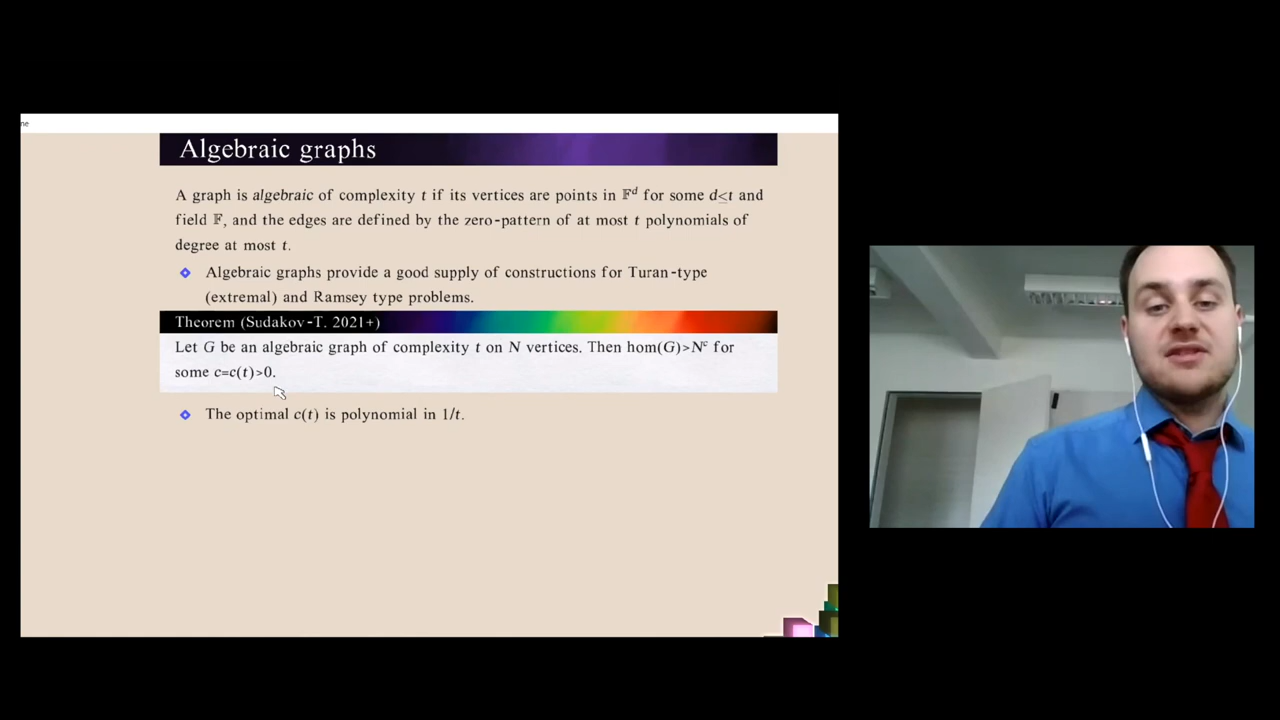 ne
Algebraic graphs
A graph is algebraic of complexity t if its vertices are points in 𝔽^d for some d≤t and
field 𝔽, and the edges are defined by the zero-pattern of at most t polynomials of
degree at most t.
Algebraic graphs provide a good supply of constructions for Turan-type
(extremal) and Ramsey type problems.
Theorem (Sudakov-T. 2021+)
Let G be an algebraic graph of complexity t on N vertices. Then hom(G)>N^c for
some c=c(t)>0.
The optimal c(t) is polynomial in 1/t.